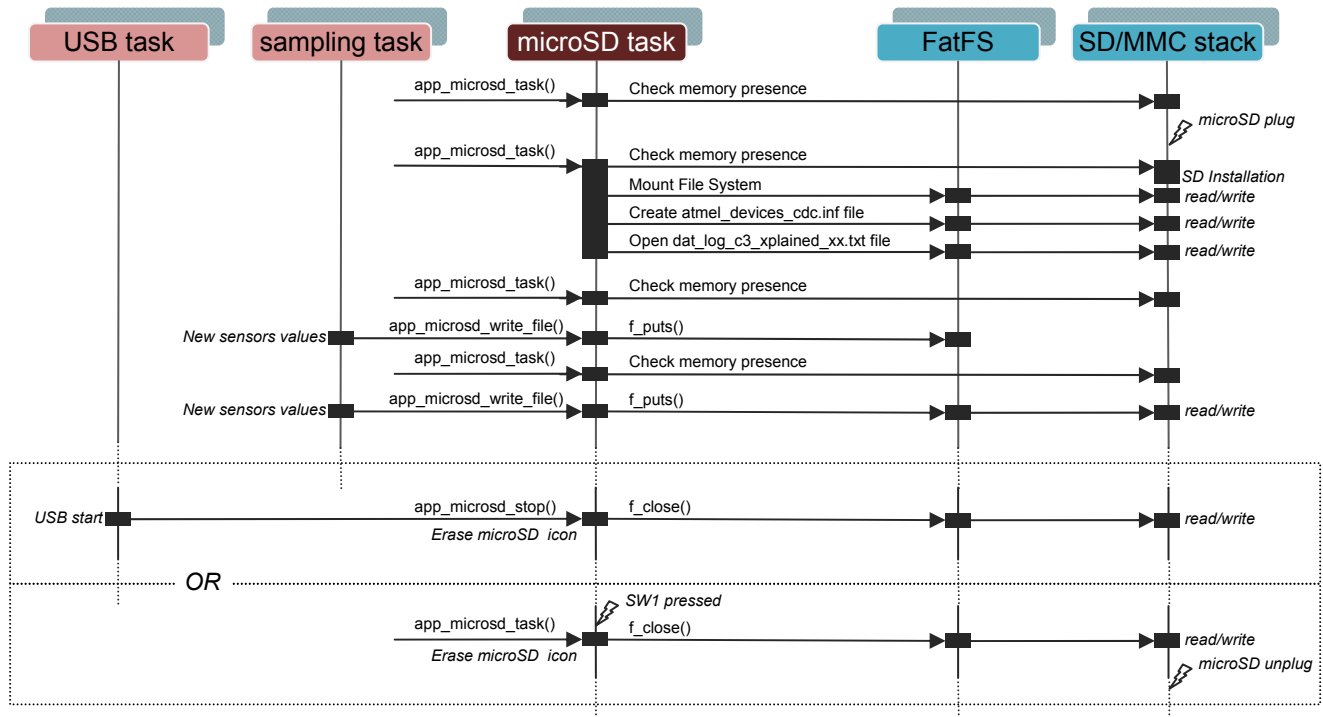 USB task
sampling task
microSD task
FatFS
SD/MMC stack
app_microsd_task()
Check memory presence
microSD plug
app_microsd_task()
Check memory presence
SD Installation
Mount File System
read/write
Create atmel_devices_cdc.inf file
read/write
Open dat_log_c3_xplained_xx.txt file
read/write
app_microsd_task()
Check memory presence
New sensors values
app_microsd_write_file()
f_puts()
app_microsd_task()
Check memory presence
New sensors values
app_microsd_write_file()
f_puts()
read/write
USB start
app_microsd_stop()
f_close()
read/write
Erase microSD icon
OR
SW1 pressed
app_microsd_task()
f_close()
read/write
Erase microSD icon
microSD unplug